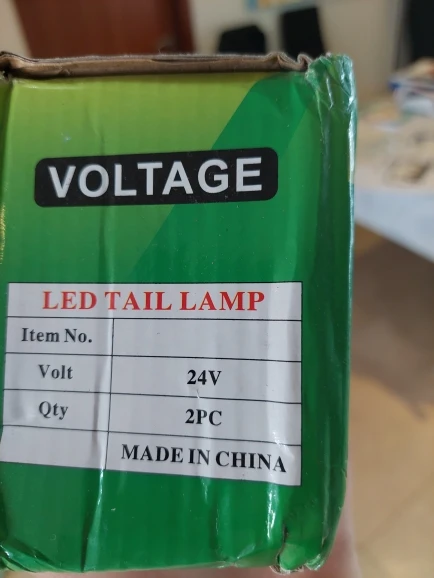 VOLTAGE
LED TAIL LAMP
Item No.
Volt 24V
Qty 2PC
MADE IN CHINA